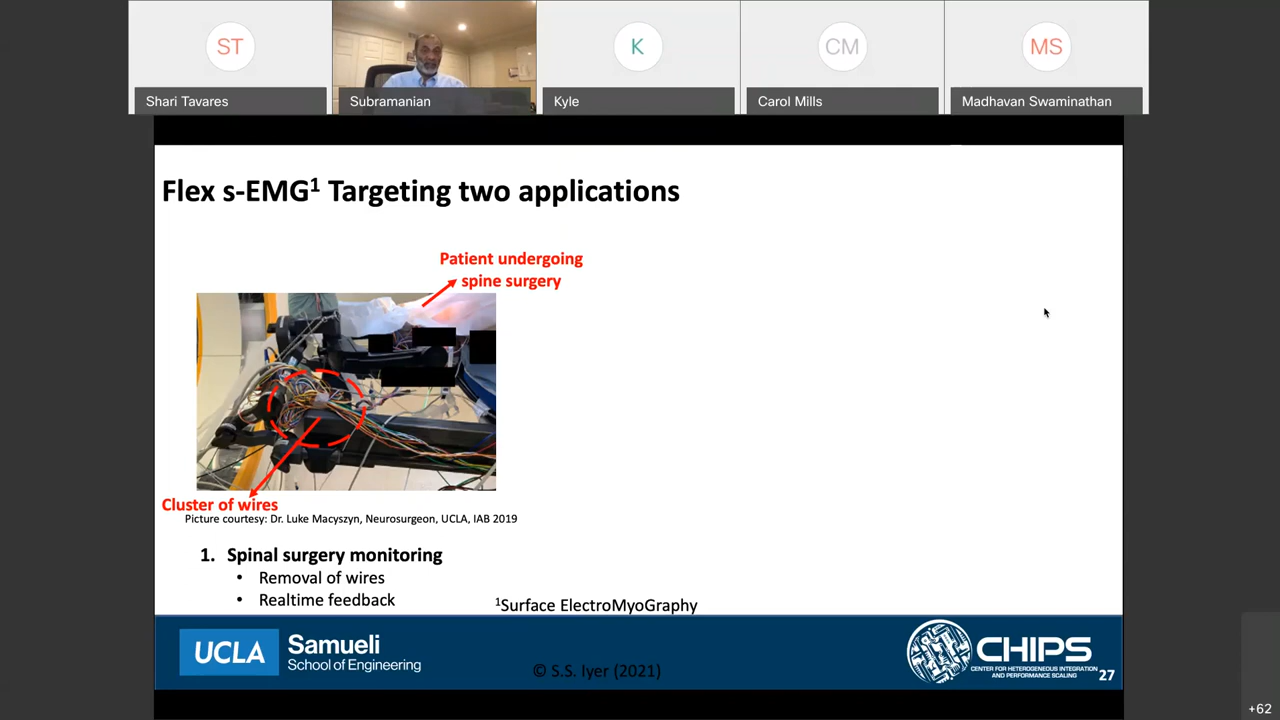 ST
K
CM
MS
Shari Tavares
Subramanian
Kyle
Carol Mills
Madhavan Swaminathan
Flex s-EMG1 Targeting two applications
Patient undergoing
spine surgery
Cluster of wires
Picture courtesy: Dr. Luke Macyszyn, Neurosurgeon, UCLA, IAB 2019
1. Spinal surgery monitoring
• Removal of wires
• Realtime feedback
1Surface ElectroMyoGraphy
UCLA
Samueli
School of Engineering
© S.S. Iyer (2021)
CHIPS
CENTER FOR HETEROGENEOUS INTEGRATION
AND PERFORMANCE SCALING
27
+62